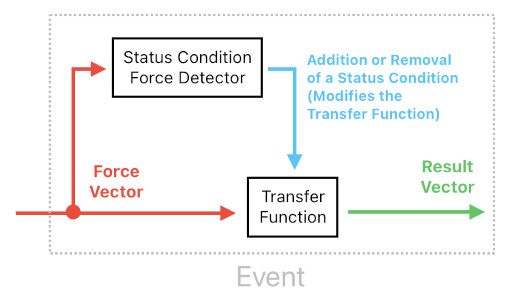 Status Condition
Force Detector
Addition or Removal
of a Status Condition
(Modifies the
Transfer Function)
Force
Vector
Transfer
Function
Result
Vector
Event